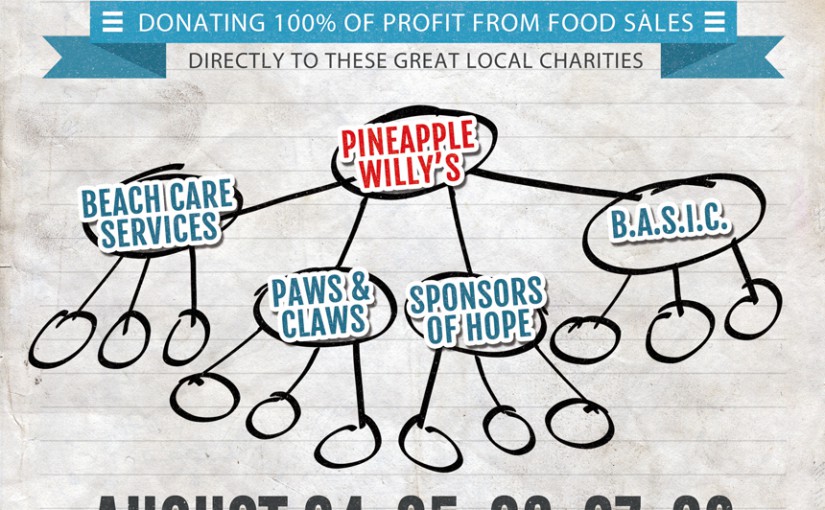 DONATING 100% OF PROFIT FROM FOOD SALES
DIRECTLY TO THESE GREAT LOCAL CHARITIES
PINEAPPLE
WILLY'S
BEACH CARE
SERVICES
B.A.S.I.C.
PAWS &
CLAWS
SPONSORS
OF HOPE
AUGUST